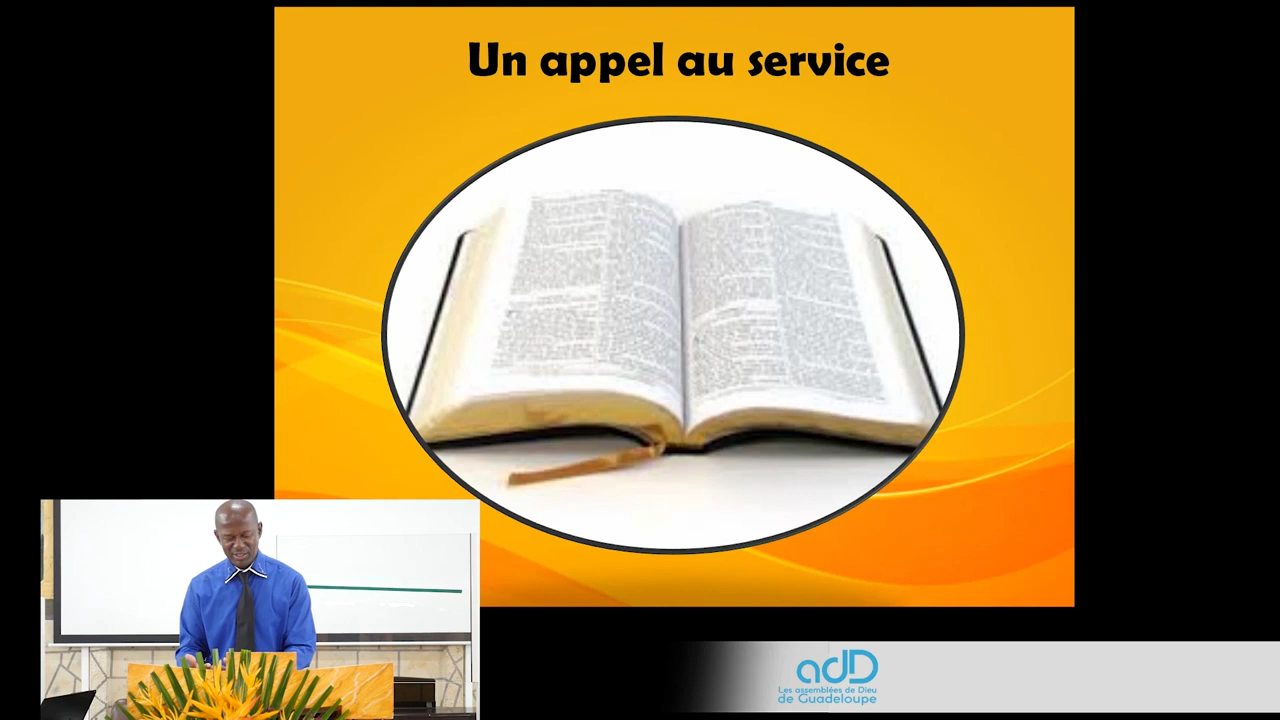 Un appel au service
adD
Les assemblées de Dieu
de Guadeloupe